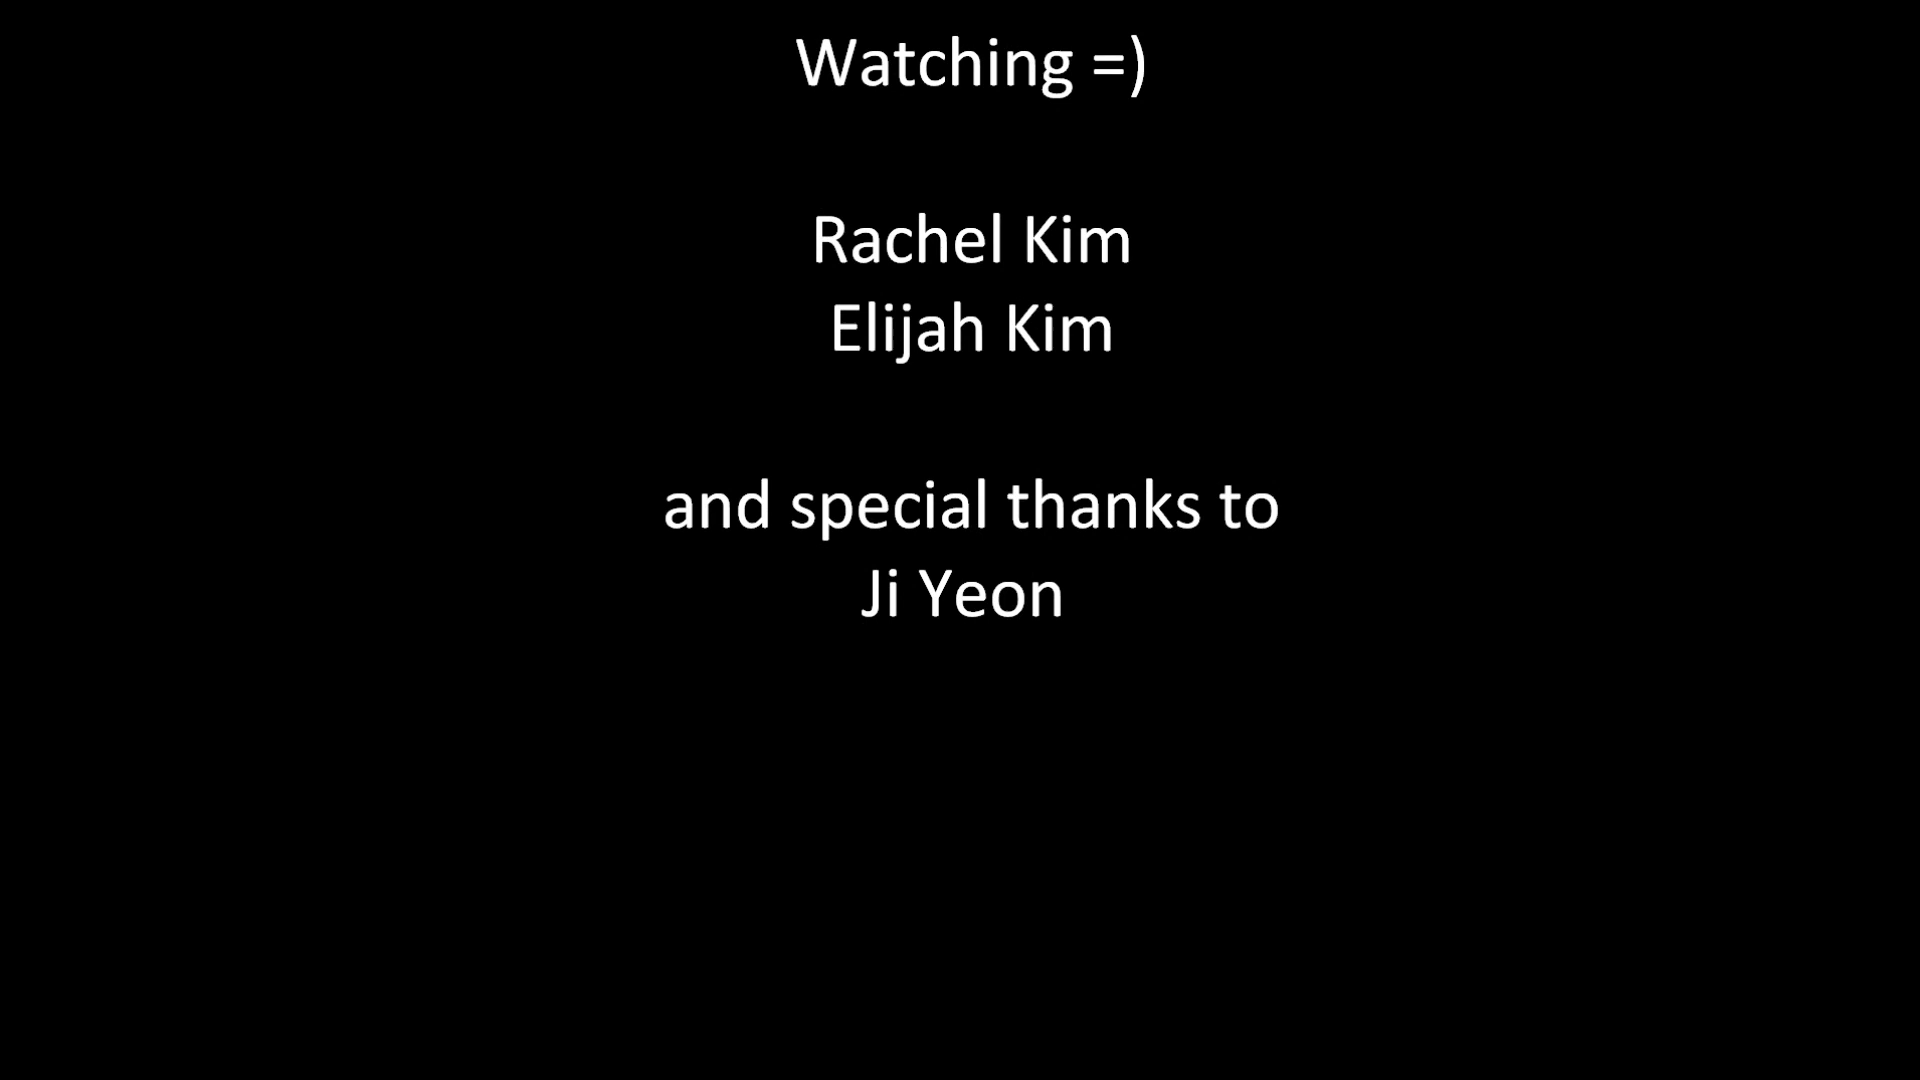 Watching =)
Rachel Kim
Elijah Kim
and special thanks to
Ji Yeon